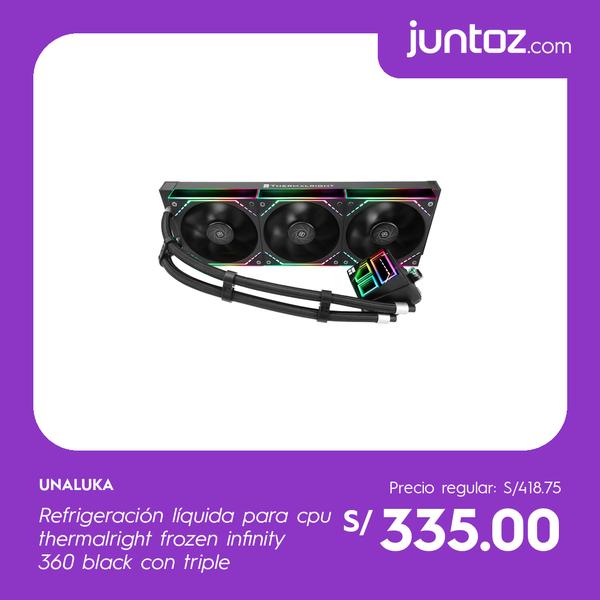 juntoz.com
THERMALRIGHT
UNALUKA
Precio regular: S/418.75
Refrigeración líquida para cpu
thermalright frozen infinity
360 black con triple
S/ 335.00